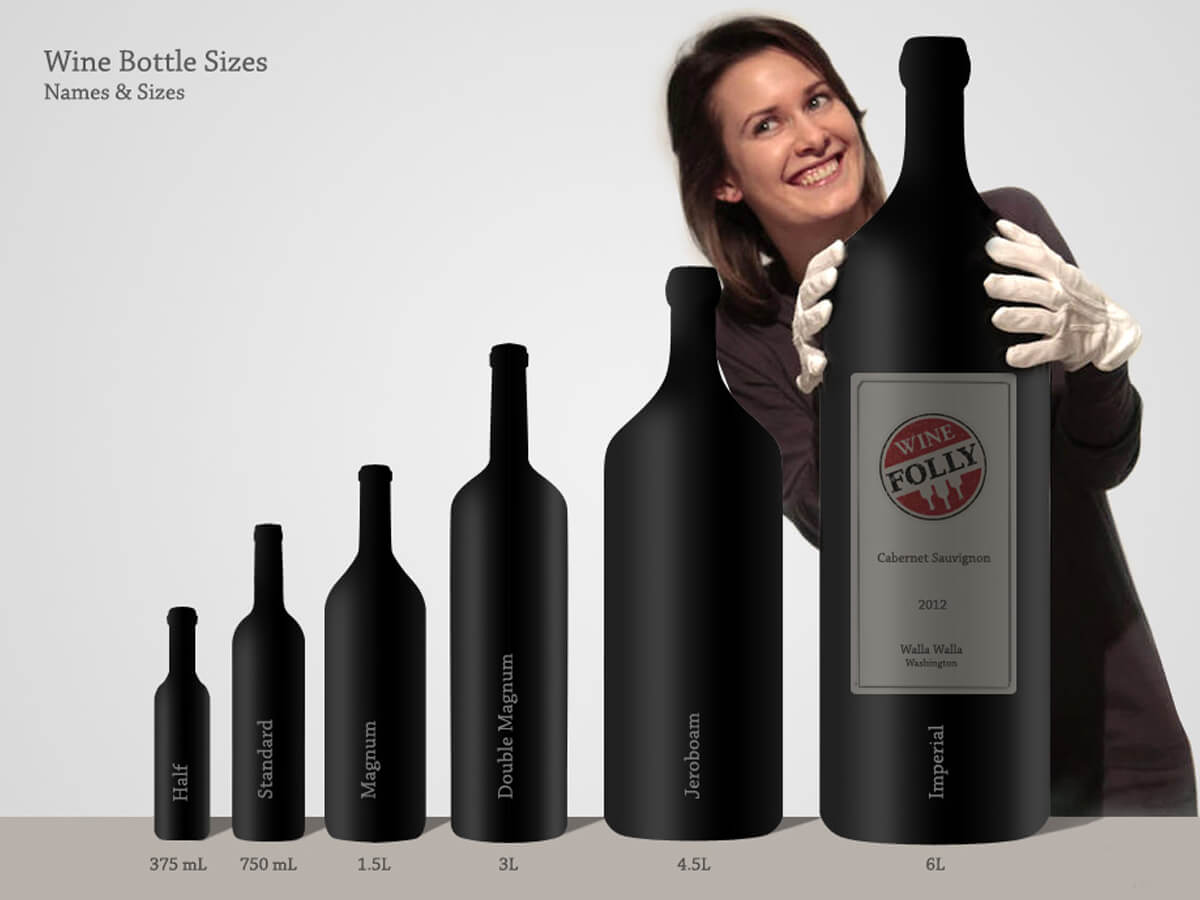 Wine Bottle Sizes
Names & Sizes
WINE
FOLLY
Cabernet Sauvignon
2012
Walla Walla
Washington
Half
Standard
Magnum
Double Magnum
Jeroboam
Imperial
375 mL
750 mL
1.5L
3L
4.5L
6L